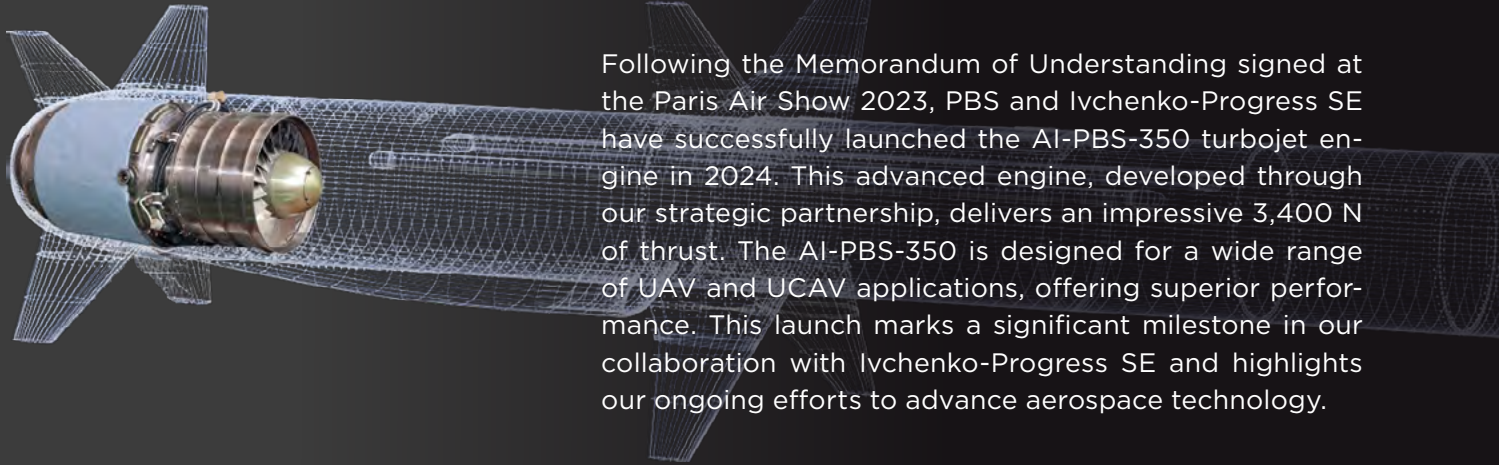 Following the Memorandum of Understanding signed at
the Paris Air Show 2023, PBS and Ivchenko-Progress SE
have successfully launched the AI-PBS-350 turbojet en-
gine in 2024. This advanced engine, developed through
our strategic partnership, delivers an impressive 3,400 N
of thrust. The AI-PBS-350 is designed for a wide range
of UAV and UCAV applications, offering superior perfor-
mance. This launch marks a significant milestone in our
collaboration with Ivchenko-Progress SE and highlights
our ongoing efforts to advance aerospace technology.